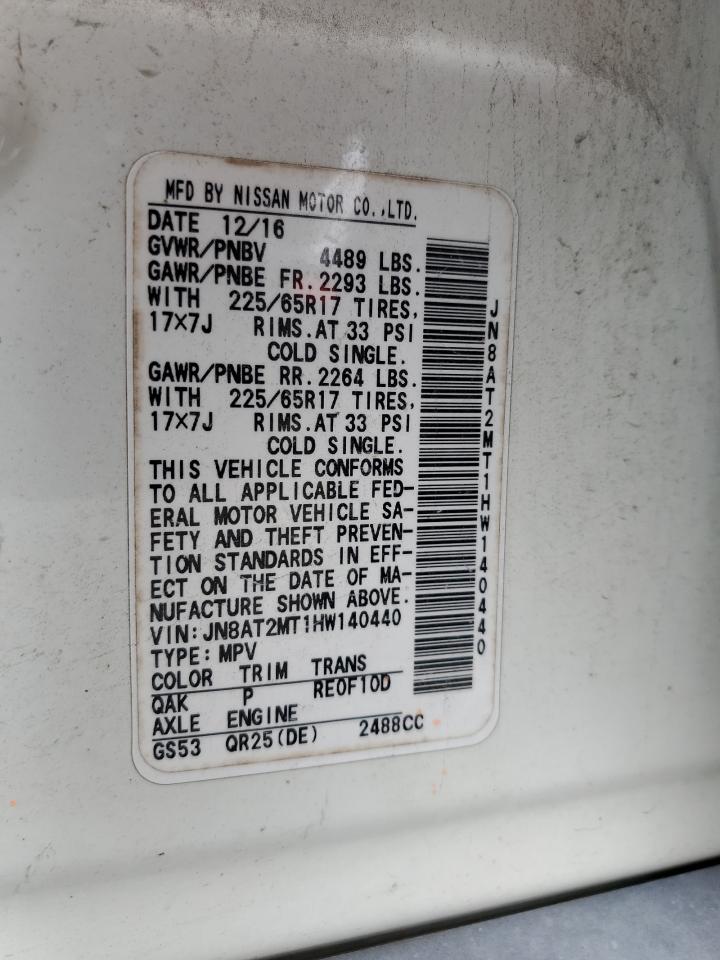 MFD BY NISSAN MOTOR CO.,LTD.
DATE 12/16
GVWR/PNBV 4489 LBS.
GAWR/PNBE FR. 2293 LBS.
WITH 225/65R17 TIRES,
17×7J RIMS. AT 33 PSI
COLD SINGLE.
GAWR/PNBE RR. 2264 LBS.
WITH 225/65R17 TIRES,
17×7J RIMS. AT 33 PSI
COLD SINGLE.
THIS VEHICLE CONFORMS
TO ALL APPLICABLE FED-
ERAL MOTOR VEHICLE SA-
FETY AND THEFT PREVEN-
TION STANDARDS IN EFF-
ECT ON THE DATE OF MA-
NUFACTURE SHOWN ABOVE.
VIN: JN8AT2MT1HW140440
TYPE: MPV
COLOR TRIM TRANS
QAK P RE0F10D
AXLE ENGINE
GS53 QR25(DE) 2488CC
JN8AT2MT1HW140440